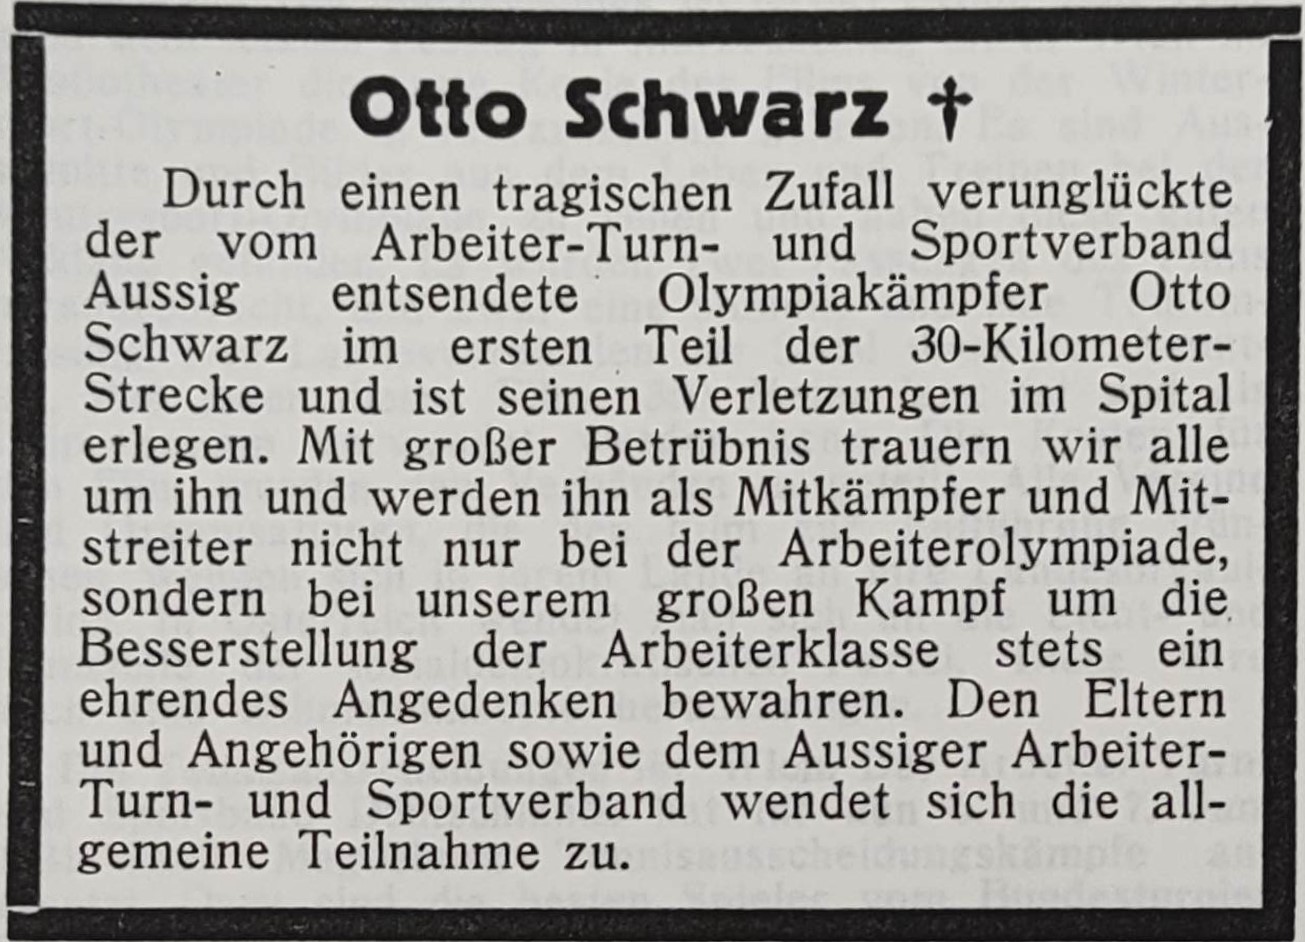 Otto Schwarz †
Durch einen tragischen Zufall verunglückte
der vom Arbeiter-Turn- und Sportverband
Aussig entsendete Olympiakämpfer Otto
Schwarz im ersten Teil der 30-Kilometer-
Strecke und ist seinen Verletzungen im Spital
erlegen. Mit großer Betrübnis trauern wir alle
um ihn und werden ihn als Mitkämpfer und Mit-
streiter nicht nur bei der Arbeiterolympiade,
sondern bei unserem großen Kampf um die
Besserstellung der Arbeiterklasse stets ein
ehrendes Angedenken bewahren. Den Eltern
und Angehörigen sowie dem Aussiger Arbeiter-
Turn- und Sportverband wendet sich die all-
gemeine Teilnahme zu.